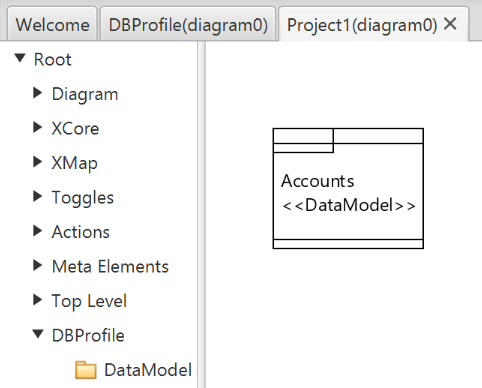 Welcome
DBProfile(diagram0)
Project1(diagram0)
Root
Diagram
XCore
XMap
Toggles
Actions
Meta Elements
Top Level
DBProfile
DataModel
Accounts
<<DataModel>>